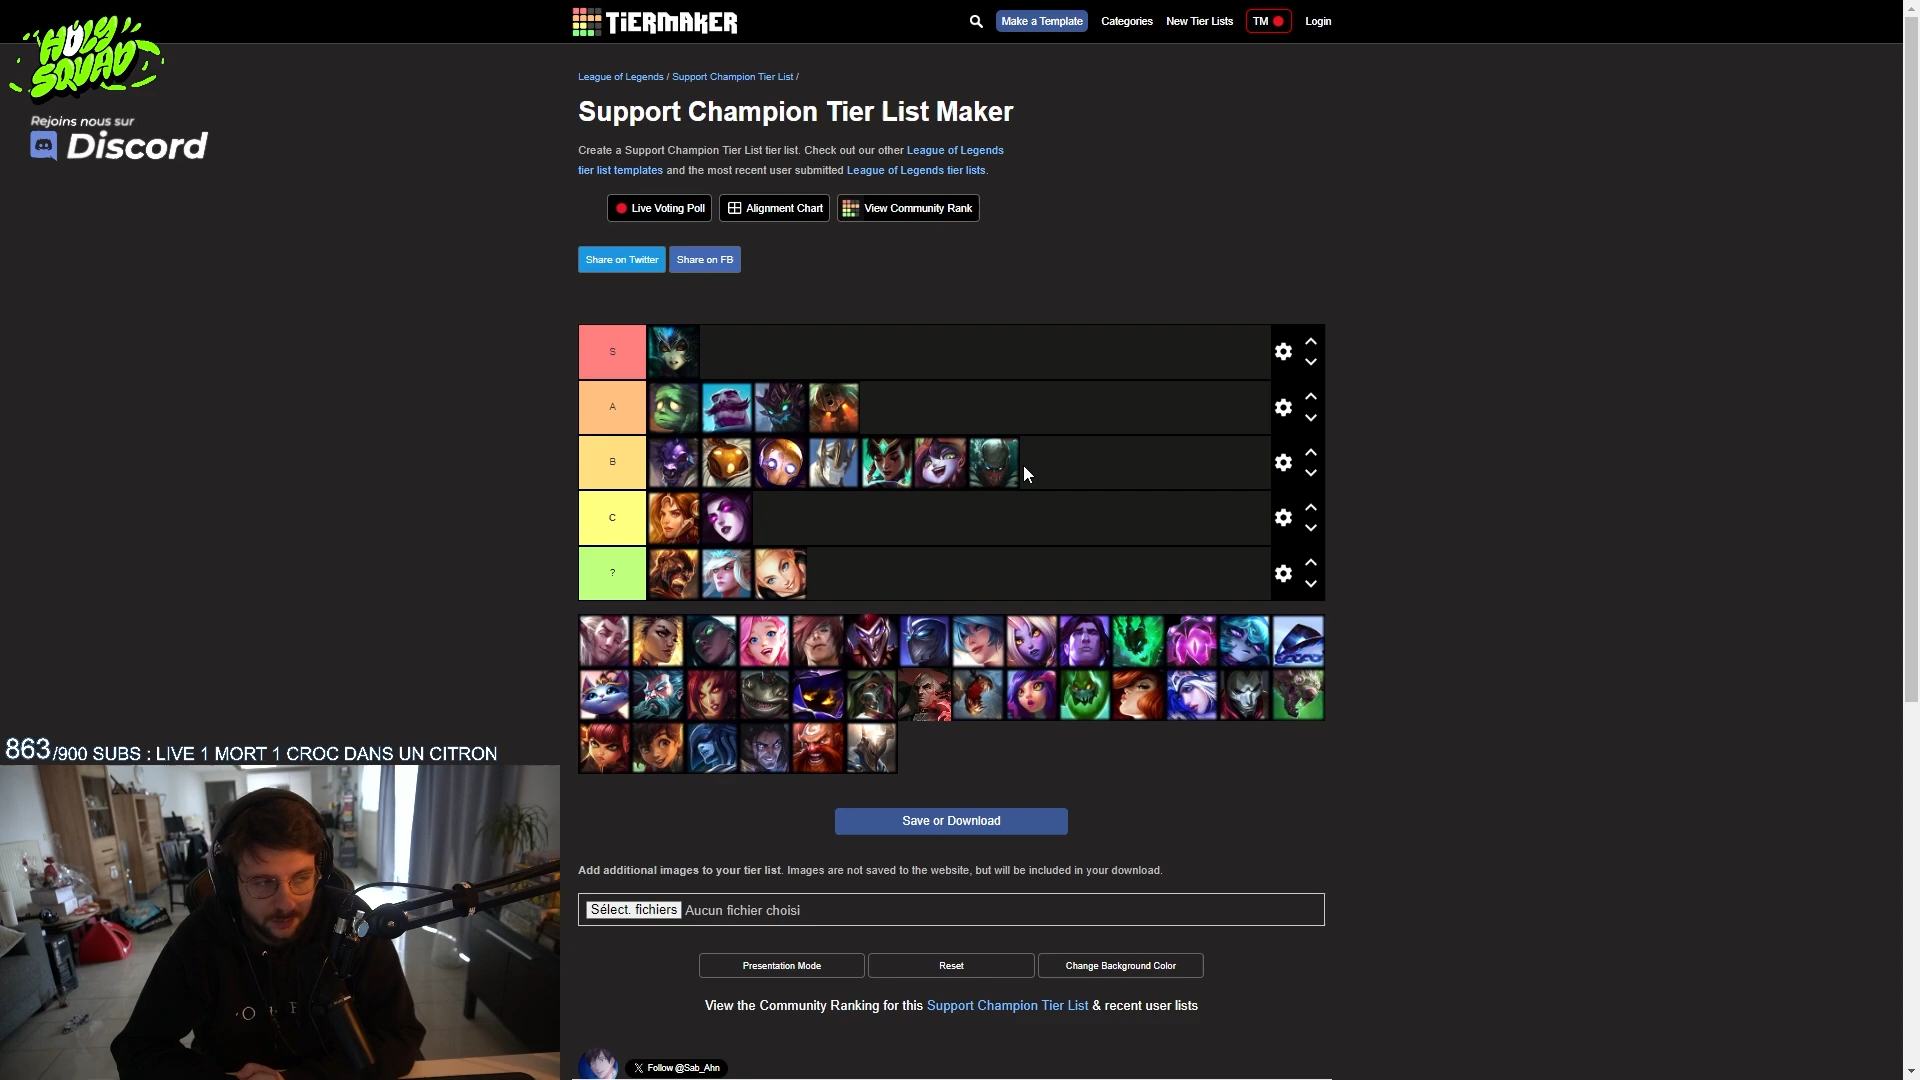 HOLY
SQUAD
Rejoins nous sur
Discord
TiERMAKER
Make a Template
Categories
New Tier Lists
TM
Login
League of Legends / Support Champion Tier List /
Support Champion Tier List Maker
Create a Support Champion Tier List tier list. Check out our other League of Legends
tier list templates and the most recent user submitted League of Legends tier lists.
Live Voting Poll
Alignment Chart
View Community Rank
Share on Twitter
Share on FB
S
A
B
C
?
863/900 SUBS : LIVE 1 MORT 1 CROC DANS UN CITRON
Save or Download
Add additional images to your tier list. Images are not saved to the website, but will be included in your download.
Sélect. fichiers Aucun fichier choisi
Presentation Mode
Reset
Change Background Color
View the Community Ranking for this Support Champion Tier List & recent user lists
X Follow @Sab_Ahn